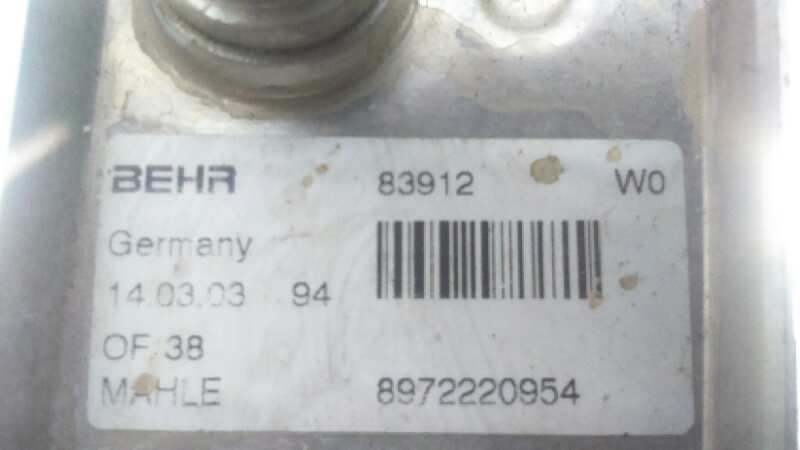 BEHR 83912 W0
Germany
14.03.03 94
OF 38
MAHLE 8972220954